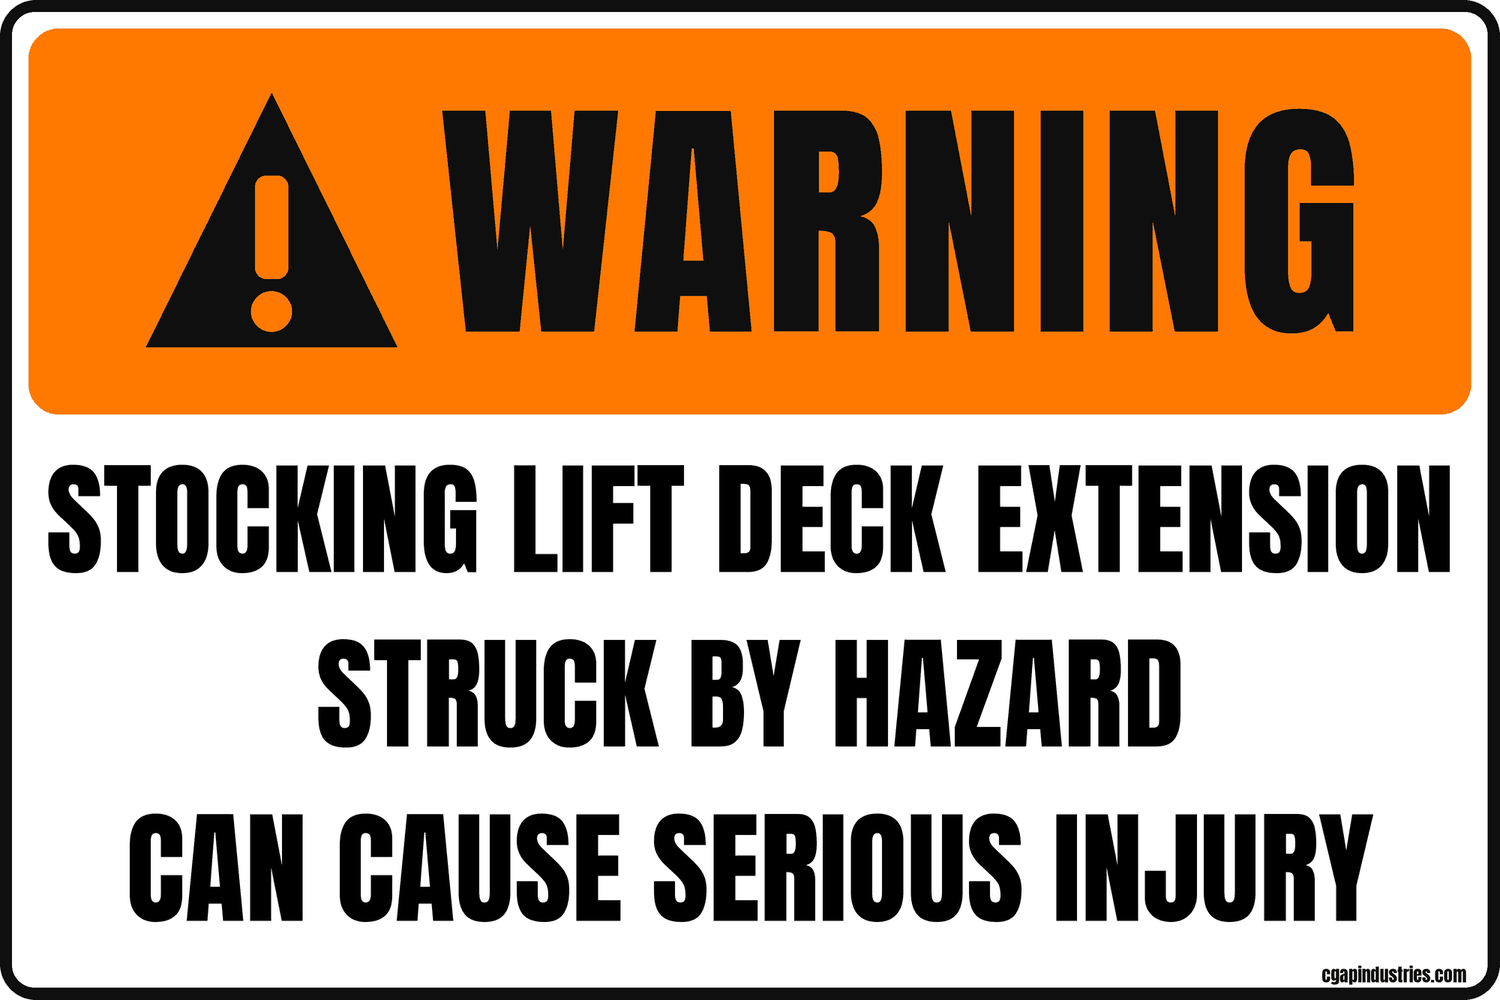 WARNING
STOCKING LIFT DECK EXTENSION
STRUCK BY HAZARD
CAN CAUSE SERIOUS INJURY
cgapindustries.com